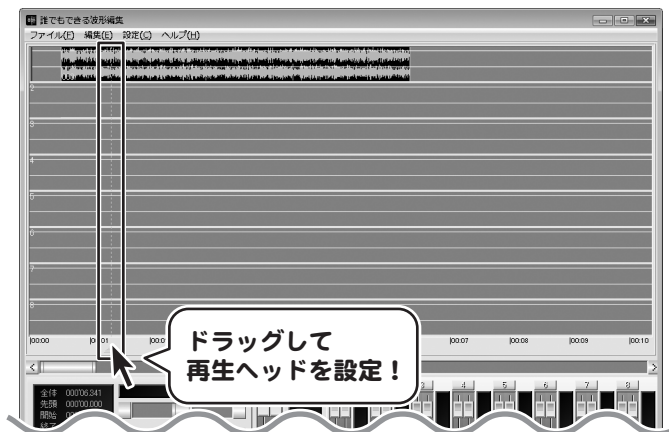 誰でもできる波形編集
ファイル(F) 編集(E) 設定(C) ヘルプ(H)
2
3
4
5
6
7
8
ドラッグして
再生ヘッドを設定！
00:00 00:01 00:07 00:08 00:09 00:10
全体 000'06.341
先頭 000'00.000
開始
3 4 5 6 7 8